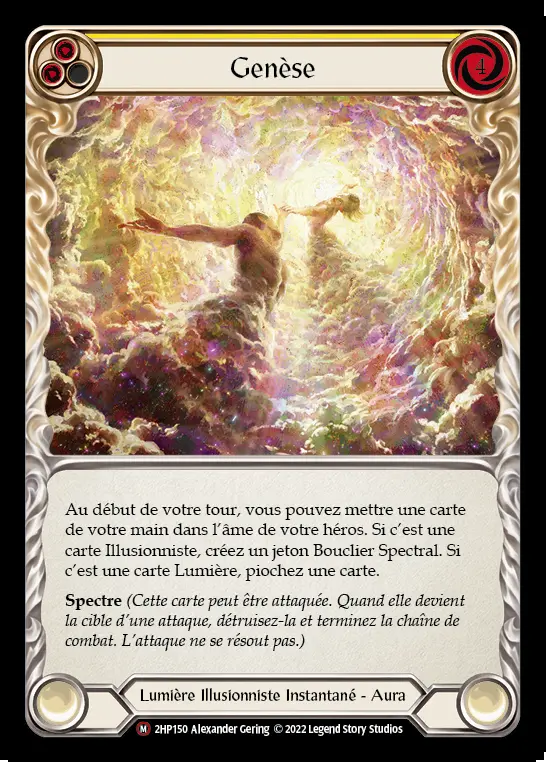 Genèse
4
Au début de votre tour, vous pouvez mettre une carte
de votre main dans l'âme de votre héros. Si c'est une
carte Illusionniste, créez un jeton Bouclier Spectral. Si
c'est une carte Lumière, piochez une carte.
Spectre (Cette carte peut être attaquée. Quand elle devient
la cible d'une attaque, détruisez-la et terminez la chaîne de
combat. L'attaque ne se résout pas.)
Lumière Illusionniste Instantané - Aura
M 2HP150 Alexander Gering © 2022 Legend Story Studios